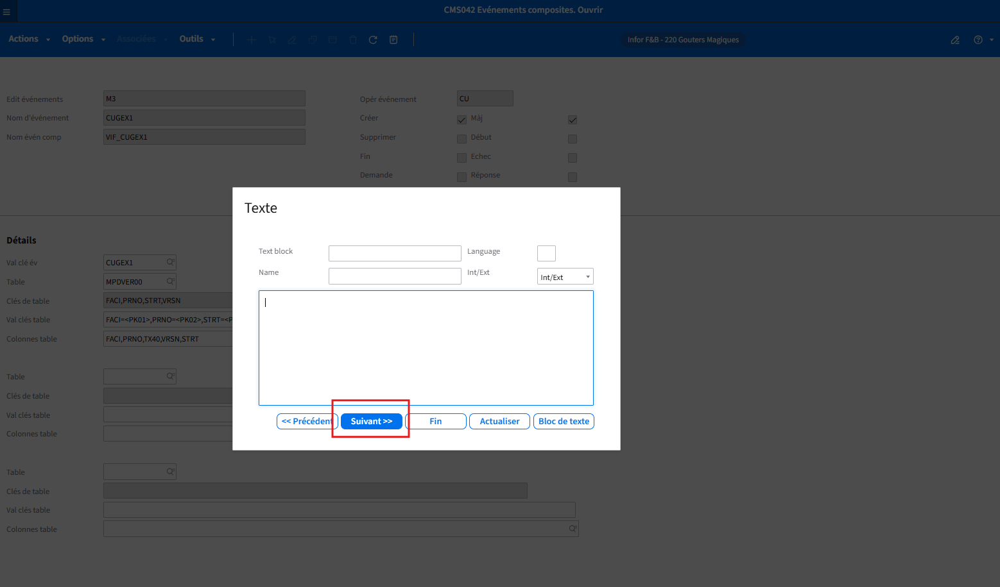 CMS042 Evénements composites. Ouvrir
Actions Options Associées Outils Infor F&B - 220 Gouters Magiques
Edit évènements M3 Opér évènement CU
Nom d'événement CUGEX1 Créer Màj
Nom évén comp VIF_CUGEX1 Supprimer Début
Fin Echec
Demande Réponse
Texte
Détails
Text block Language
Val clé év CUGEX1
Name Int/Ext Int/Ext
Table MPDVER00
Clés de table FACI,PRNO,STRT,VRSN
Val clés table FACI=<PK01>,PRNO=<PK02>,STRT=<P
Colonnes table FACI,PRNO,TX40,VRSN,STRT
Table
Clés de table
Val clés table
<< Précédent Suivant >> Fin Actualiser Bloc de texte
Colonnes table
Table
Clés de table
Val clés table
Colonnes table